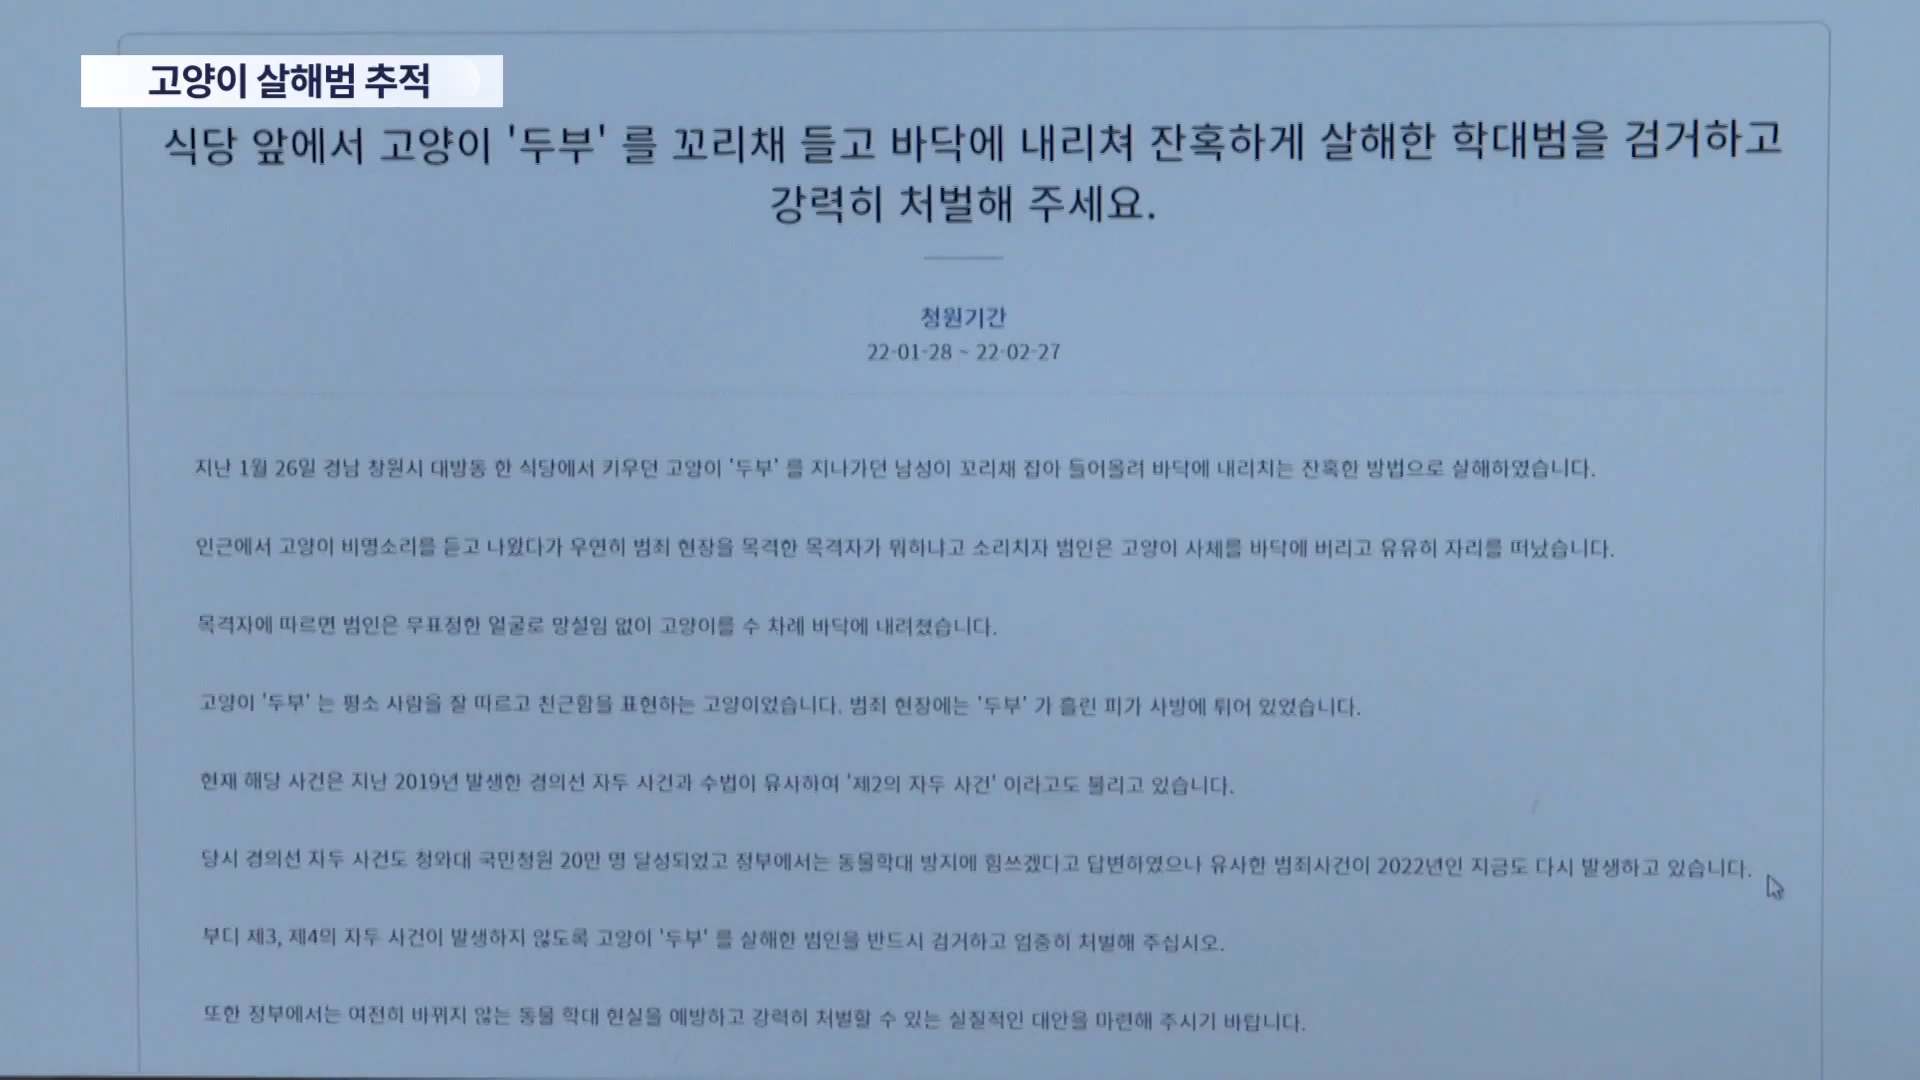 고양이 살해범 추적
식당 앞에서 고양이 '두부' 를 꼬리채 들고 바닥에 내리쳐 잔혹하게 살해한 학대범을 검거하고
강력히 처벌해 주세요.
청원기간
22-01-28 ~ 22-02-27
지난 1월 26일 경남 창원시 대방동 한 식당에서 키우던 고양이 '두부' 를 지나가던 남성이 꼬리채 잡아 들어올려 바닥에 내리치는 잔혹한 방법으로 살해하였습니다.
인근에서 고양이 비명소리를 듣고 나왔다가 우연히 범죄 현장을 목격한 목격자가 뭐하냐고 소리치자 범인은 고양이 사체를 바닥에 버리고 유유히 자리를 떠났습니다.
목격자에 따르면 범인은 무표정한 얼굴로 망설임 없이 고양이를 수 차례 바닥에 내려쳤습니다.
고양이 '두부' 는 평소 사람을 잘 따르고 친근함을 표현하는 고양이었습니다. 범죄 현장에는 '두부' 가 흘린 피가 사방에 튀어 있었습니다.
현재 해당 사건은 지난 2019년 발생한 경의선 자두 사건과 수법이 유사하여 '제2의 자두 사건' 이라고도 불리고 있습니다.
당시 경의선 자두 사건도 청와대 국민청원 20만 명 달성되었고 정부에서는 동물학대 방지에 힘쓰겠다고 답변하였으나 유사한 범죄사건이 2022년인 지금도 다시 발생하고 있습니다.
부디 제3, 제4의 자두 사건이 발생하지 않도록 고양이 '두부' 를 살해한 범인을 반드시 검거하고 엄중히 처벌해 주십시오.
또한 정부에서는 여전히 바뀌지 않는 동물 학대 현실을 예방하고 강력히 처벌할 수 있는 실질적인 대안을 마련해 주시기 바랍니다.